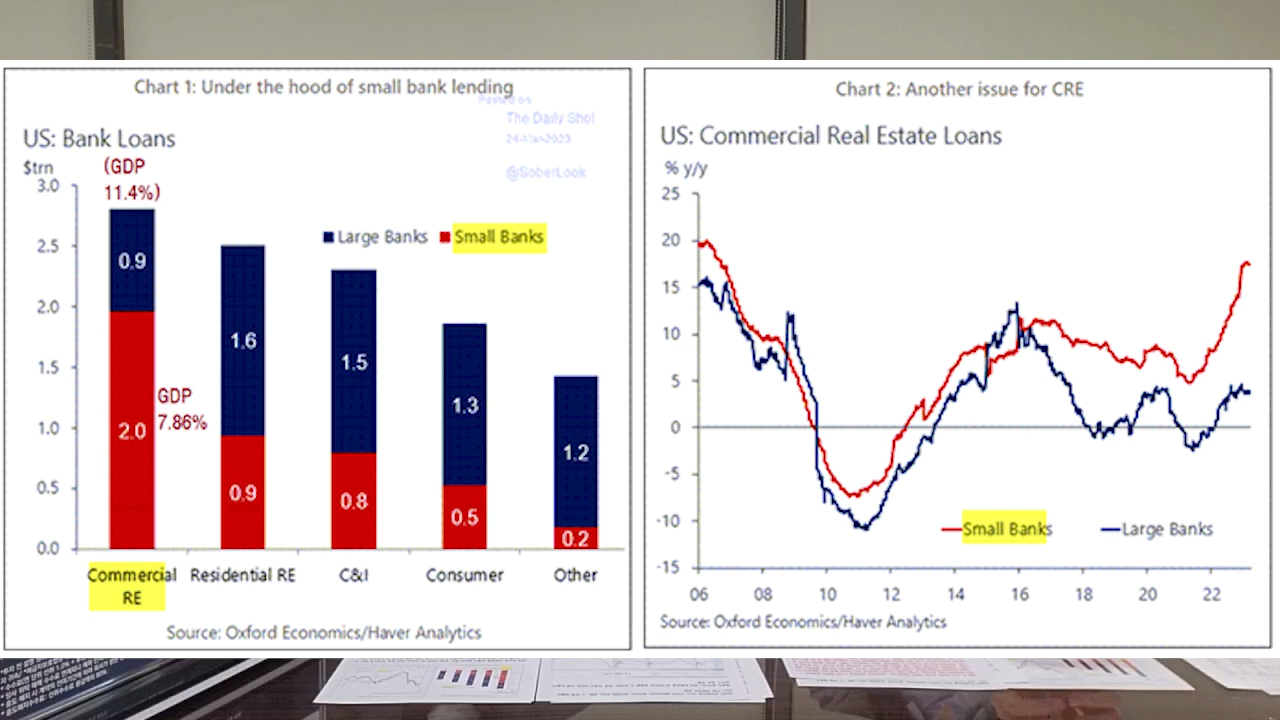 Chart 1: Under the hood of small bank lending
Posted on
The Daily Shot
24-Mar-2023
@SoberLook
US: Bank Loans
$trn
(GDP
11.4%)
3.0
2.5
2.0
1.5
1.0
0.5
0.0
Large Banks
Small Banks
0.9
2.0
GDP
7.86%
1.6
0.9
1.5
0.8
1.3
0.5
1.2
0.2
Commercial
RE
Residential RE
C&I
Consumer
Other
Source: Oxford Economics/Haver Analytics
Chart 2: Another issue for CRE
US: Commercial Real Estate Loans
% y/y
25
20
15
10
5
0
-5
-10
-15
Small Banks
Large Banks
06
08
10
12
14
16
18
20
22
Source: Oxford Economics/Haver Analytics